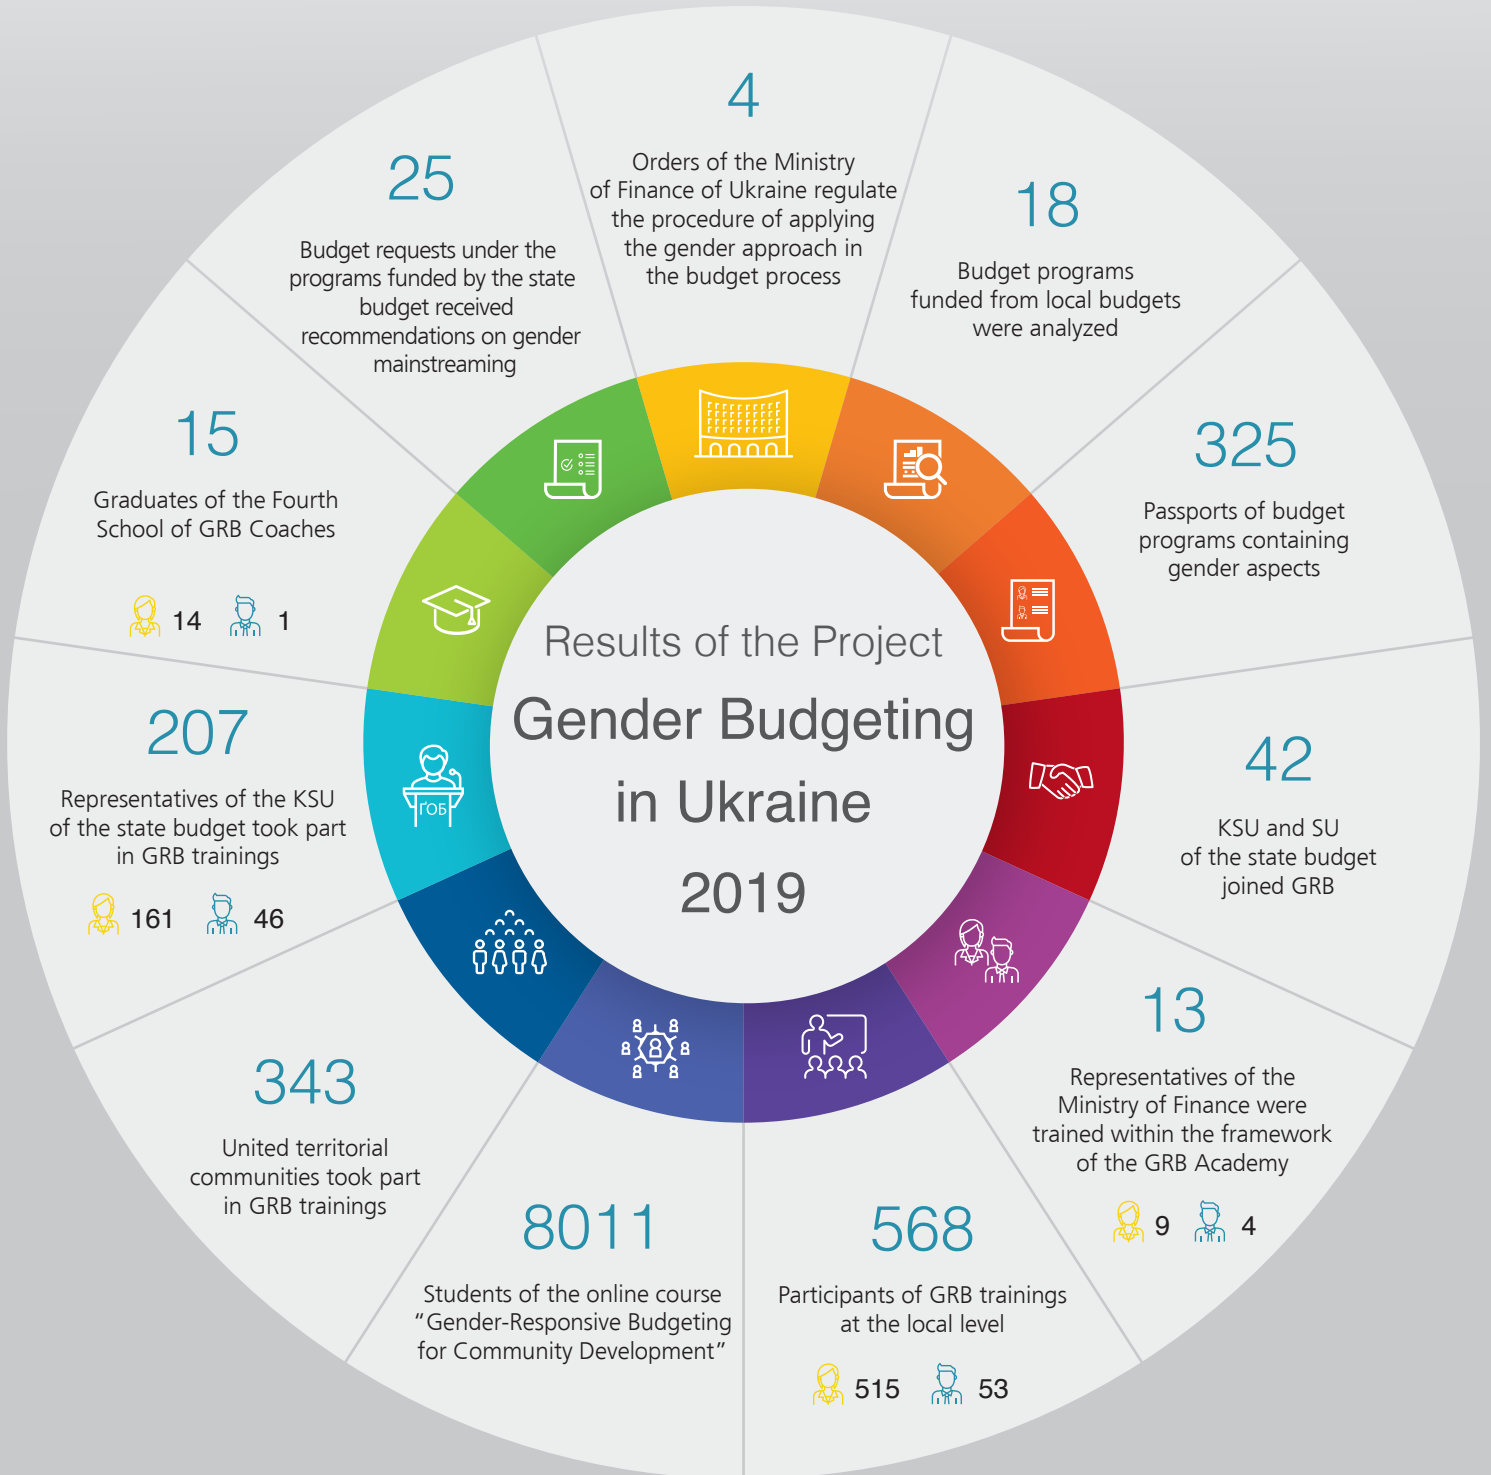 4
Orders of the Ministry
of Finance of Ukraine regulate
the procedure of applying
the gender approach in
the budget process
18
Budget programs
funded from local budgets
were analyzed
325
Passports of budget
programs containing
gender aspects
42
KSU and SU
of the state budget
joined GRB
13
Representatives of the
Ministry of Finance were
trained within the framework
of the GRB Academy
9 4
568
Participants of GRB trainings
at the local level
515 53
8011
Students of the online course
“Gender-Responsive Budgeting
for Community Development”
343
United territorial
communities took part
in GRB trainings
207
Representatives of the KSU
of the state budget took part
in GRB trainings
161 46
15
Graduates of the Fourth
School of GRB Coaches
14 1
25
Budget requests under the
programs funded by the state
budget received
recommendations on gender
mainstreaming
ГОБ
Results of the Project
Gender Budgeting
in Ukraine
2019